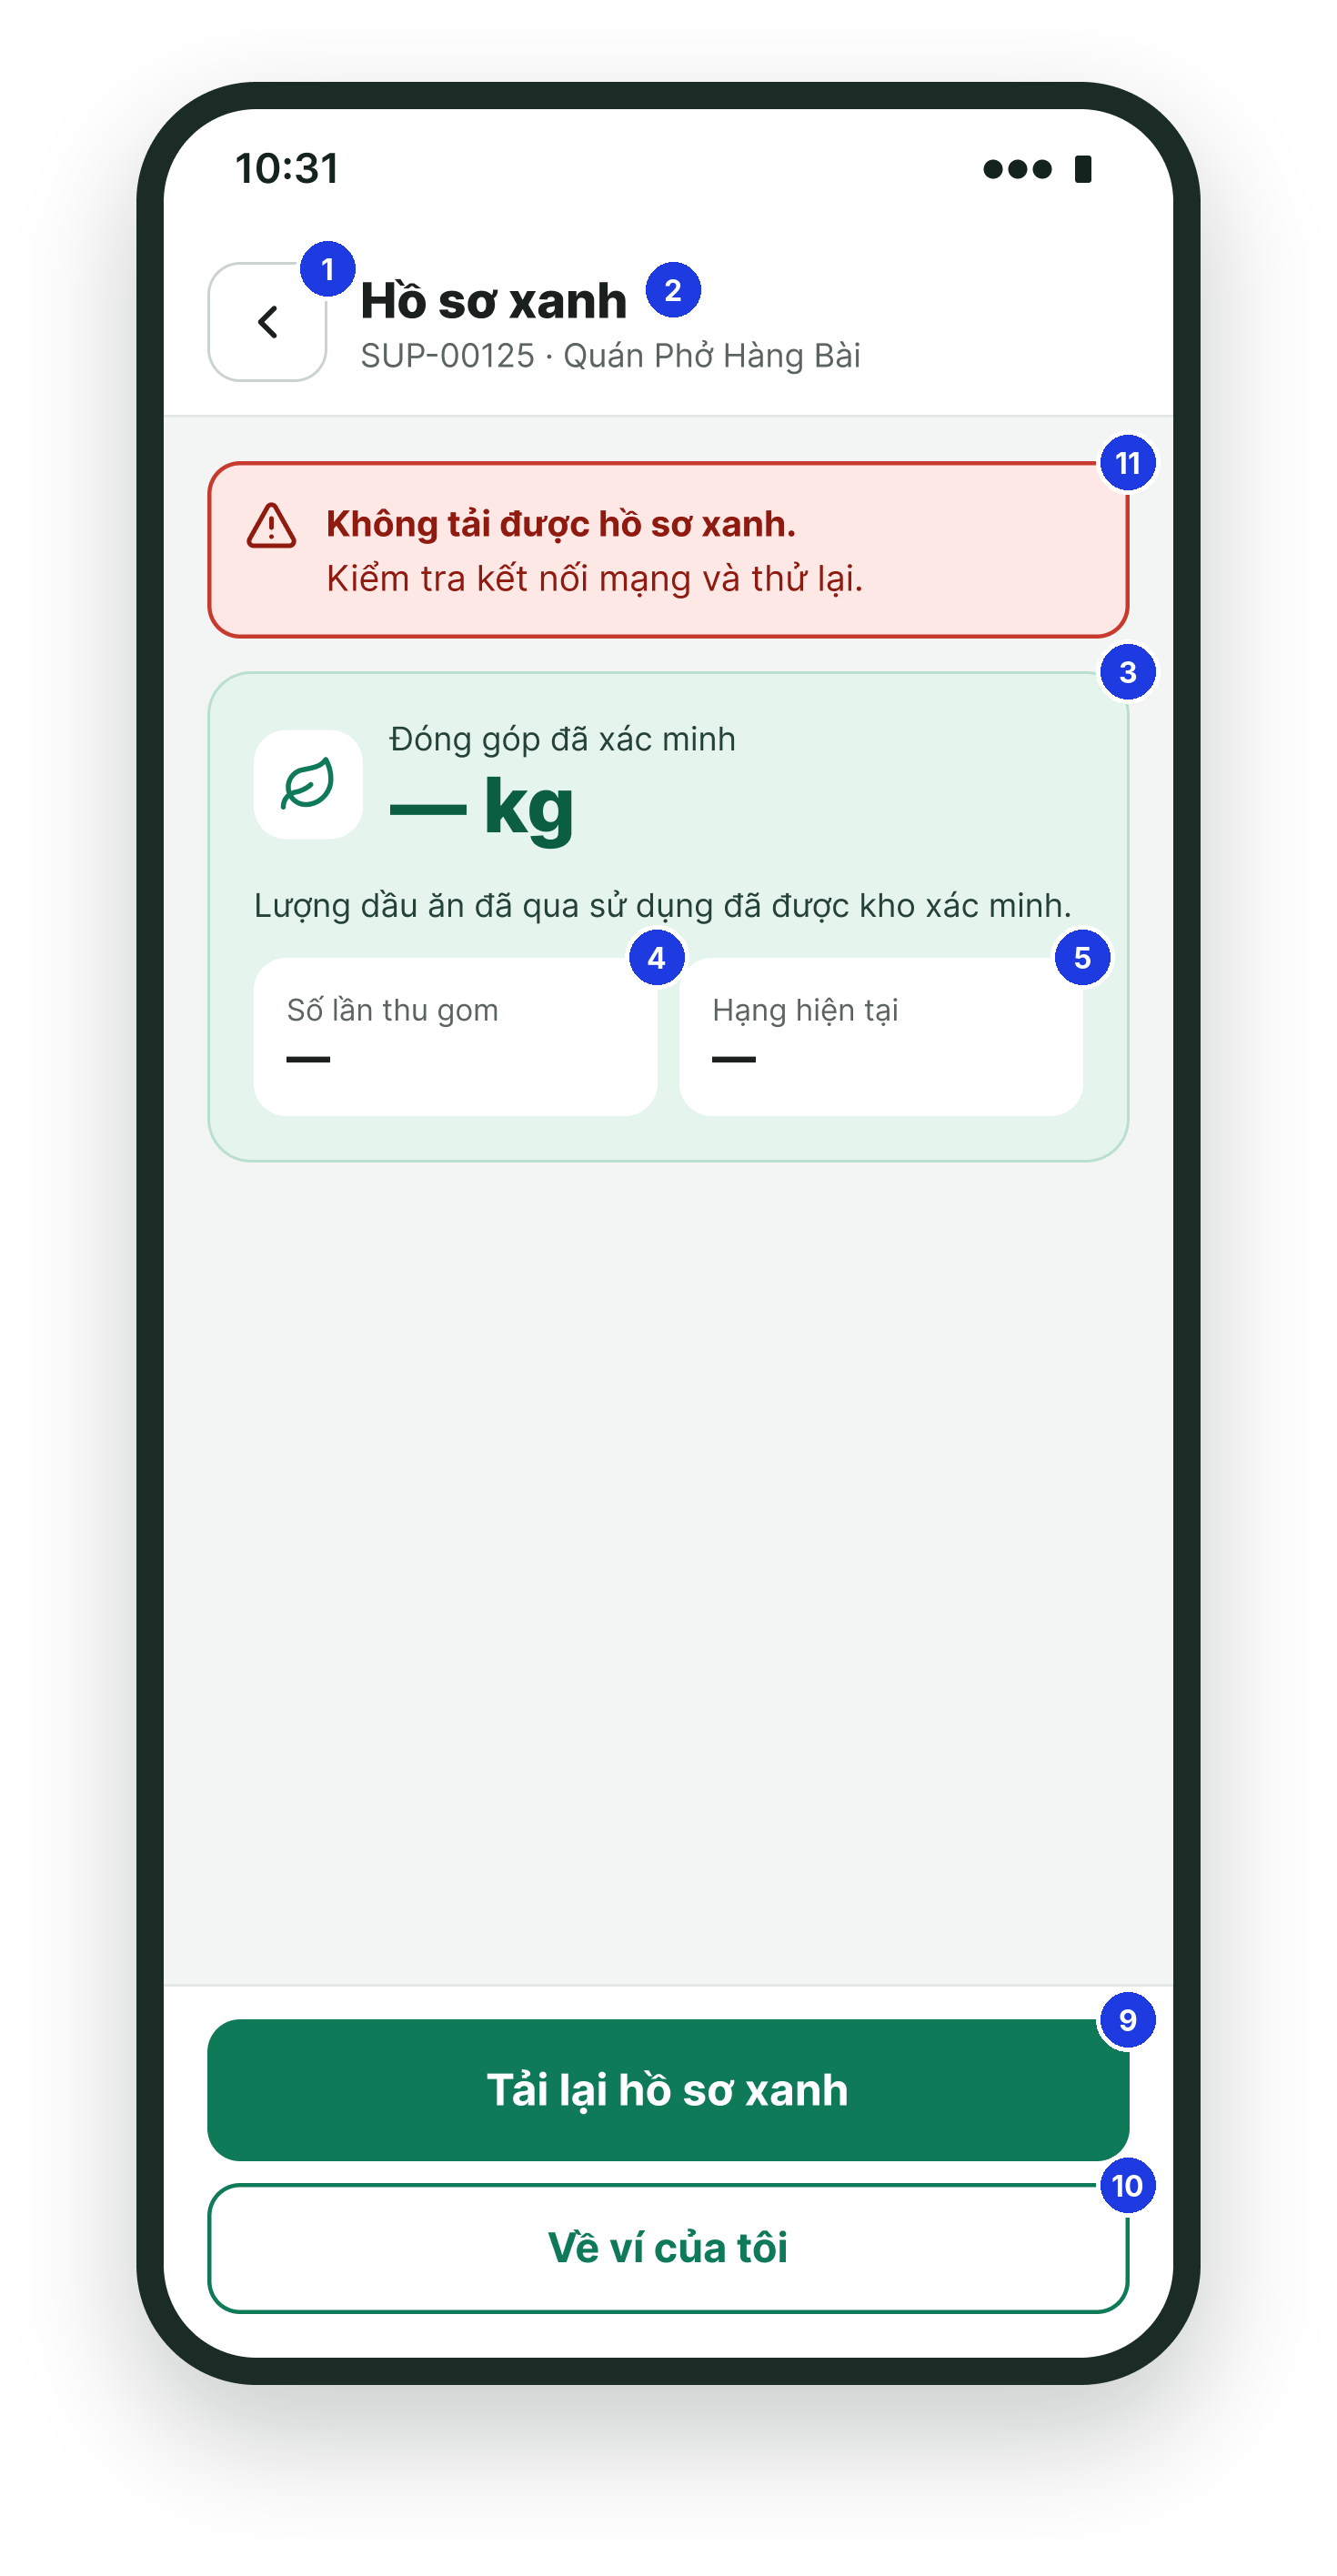 10:31
1
Hồ sơ xanh
2
SUP-00125 · Quán Phở Hàng Bài
11
Không tải được hồ sơ xanh.
Kiểm tra kết nối mạng và thử lại.
3
Đóng góp đã xác minh
— kg
Lượng dầu ăn đã qua sử dụng đã được kho xác minh.
4
5
Số lần thu gom
—
Hạng hiện tại
—
9
Tải lại hồ sơ xanh
10
Về ví của tôi